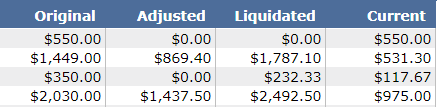 Original Adjusted Liquidated Current
$550.00 $0.00 $0.00 $550.00
$1,449.00 $869.40 $1,787.10 $531.30
$350.00 $0.00 $232.33 $117.67
$2,030.00 $1,437.50 $2,492.50 $975.00